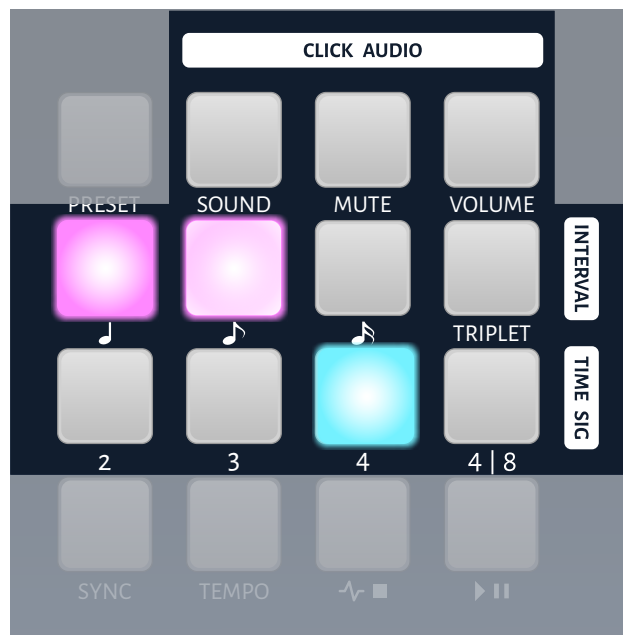 CLICK AUDIO
PRESET SOUND MUTE VOLUME
INTERVAL
TRIPLET
TIME SIG
2 3 4 4 | 8
SYNC TEMPO